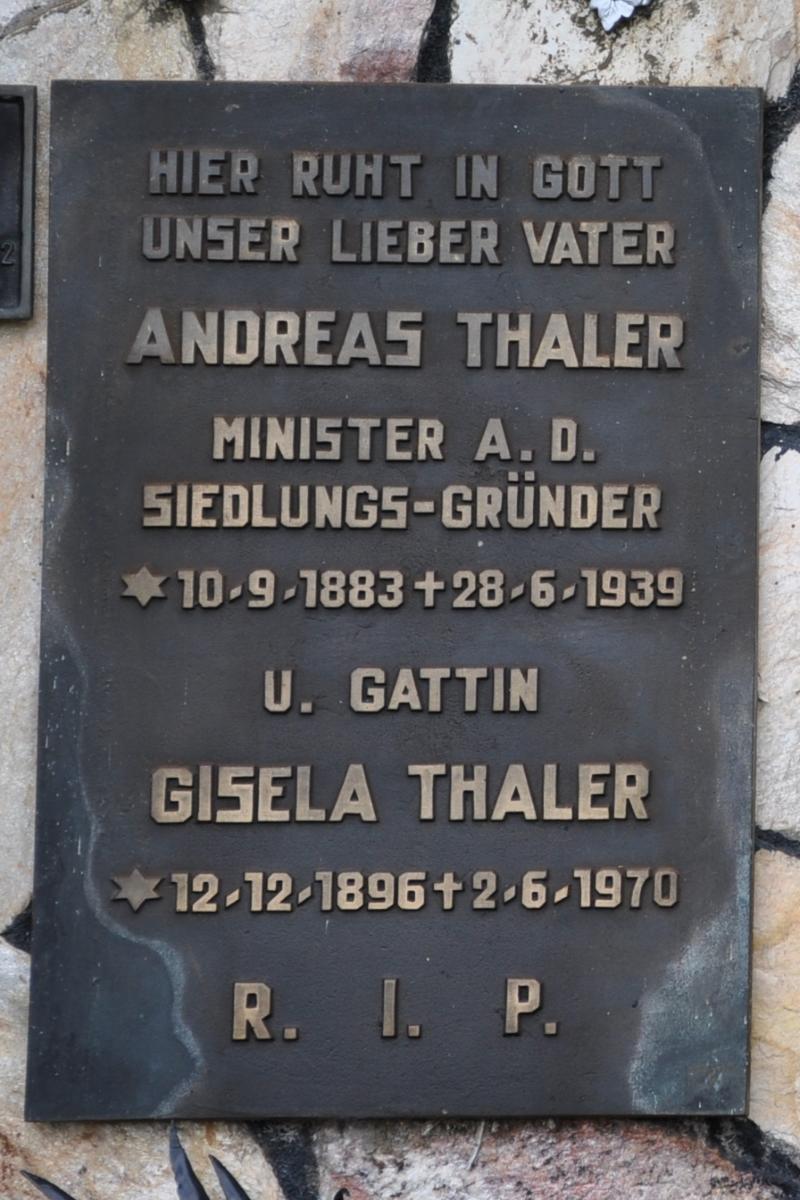 HIER RUHT IN GOTT
UNSER LIEBER VATER
ANDREAS THALER
MINISTER A. D.
SIEDLUNGS-GRÜNDER
✶10-9-1883✝28-6-1939
U. GATTIN
GISELA THALER
✶12-12-1896✝2-6-1970
R. I. P.
2